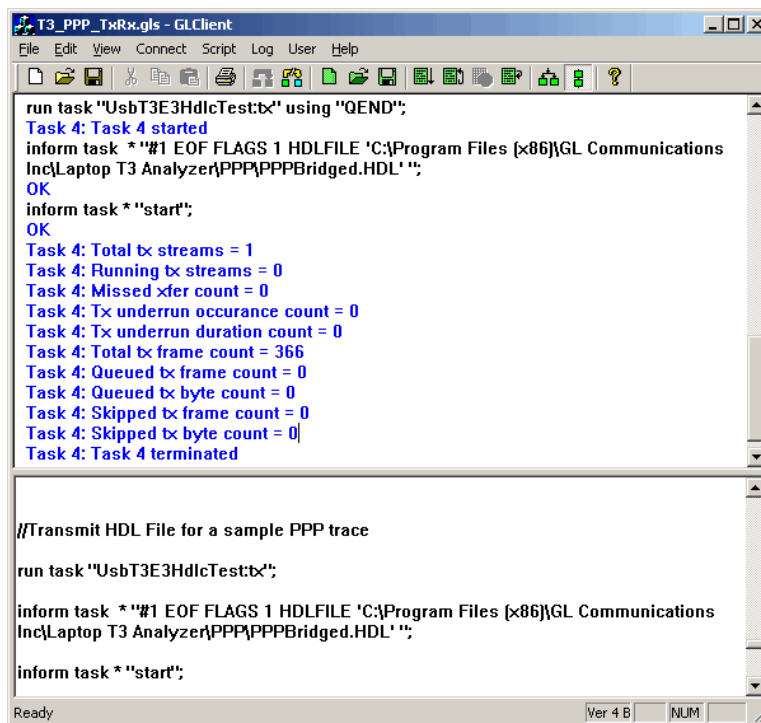 T3_PPP_TxRx.gls - GLClient
File Edit View Connect Script Log User Help
run task "UsbT3E3HdlcTest:tx" using "QEND";
Task 4: Task 4 started
inform task * "#1 EOF FLAGS 1 HDLFILE 'C:\Program Files (x86)\GL Communications
Inc\Laptop T3 Analyzer\PPP\PPPBridged.HDL' ";
OK
inform task * "start";
OK
Task 4: Total tx streams = 1
Task 4: Running tx streams = 0
Task 4: Missed xfer count = 0
Task 4: Tx underrun occurance count = 0
Task 4: Tx underrun duration count = 0
Task 4: Total tx frame count = 366
Task 4: Queued tx frame count = 0
Task 4: Queued tx byte count = 0
Task 4: Skipped tx frame count = 0
Task 4: Skipped tx byte count = 0
Task 4: Task 4 terminated
//Transmit HDL File for a sample PPP trace
run task "UsbT3E3HdlcTest:tx";
inform task * "#1 EOF FLAGS 1 HDLFILE 'C:\Program Files (x86)\GL Communications
Inc\Laptop T3 Analyzer\PPP\PPPBridged.HDL' ";
inform task * "start";
Ready Ver 4 B NUM